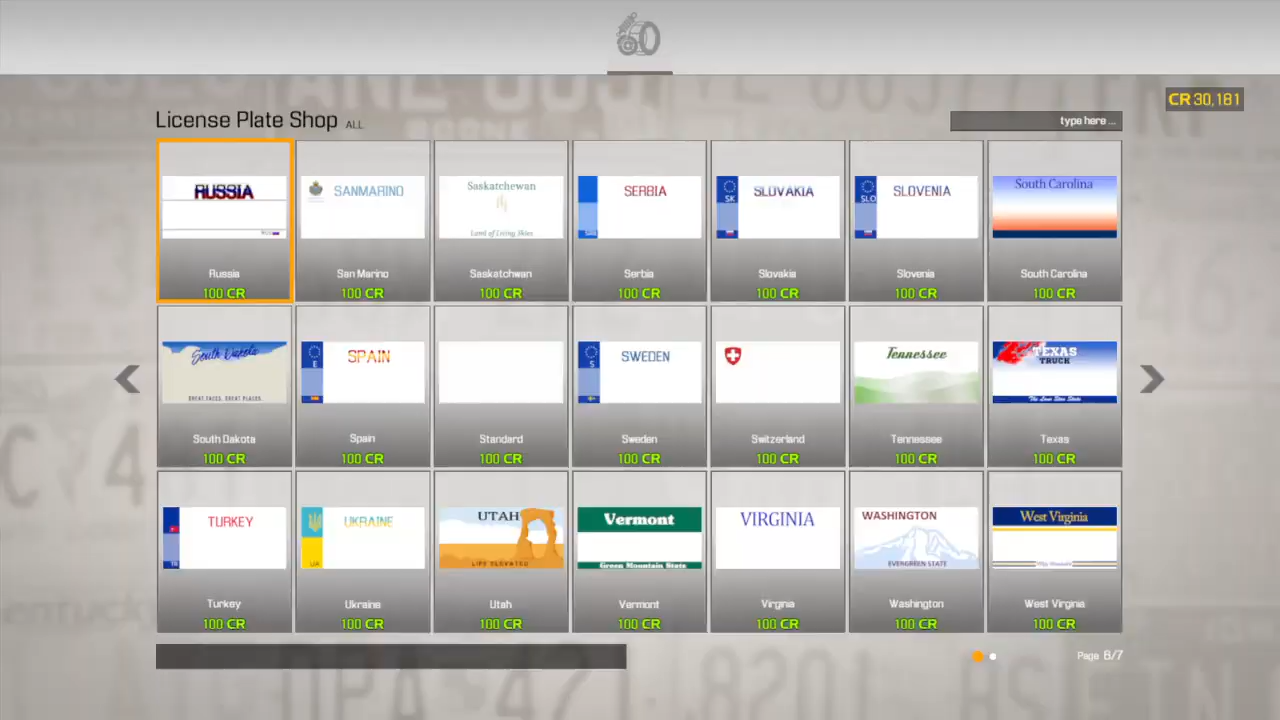 60
CR 30,181
License Plate Shop ALL
type here ...
RUSSIA
Russia
100 CR
SANMARINO
San Marino
100 CR
Saskatchewan
Land of Living Skies
Saskatchwan
100 CR
SERBIA
Serbia
100 CR
SK
SLOVAKIA
Slovakia
100 CR
SLO
SLOVENIA
Slovenia
100 CR
South Carolina
South Carolina
100 CR
South Dakota
GREAT FACES. GREAT PLACES.
South Dakota
100 CR
E
SPAIN
Spain
100 CR
Standard
100 CR
S
SWEDEN
Sweden
100 CR
Switzerland
100 CR
Tennessee
Tennessee
100 CR
TEXAS
TRUCK
The Lone Star State
Texas
100 CR
TURKEY
TR
Turkey
100 CR
UKRAINE
UA
Ukraine
100 CR
UTAH
LIFE ELEVATED
Utah
100 CR
Vermont
Green Mountain State
Vermont
100 CR
VIRGINIA
Virginia
100 CR
WASHINGTON
EVERGREEN STATE
Washington
100 CR
West Virginia
West Virginia
100 CR
Page 6/7